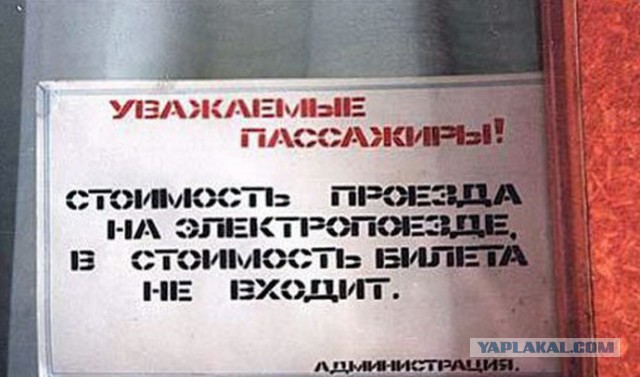 УВАЖАЕМЫЕ
ПАССАЖИРЫ!
СТОИМОСТЬ ПРОЕЗДА
НА ЭЛЕКТРОПОЕЗДЕ,
В СТОИМОСТЬ БИЛЕТА
НЕ ВХОДИТ.
АДМИНИСТРАЦИЯ.
YAPLAKAL.COM